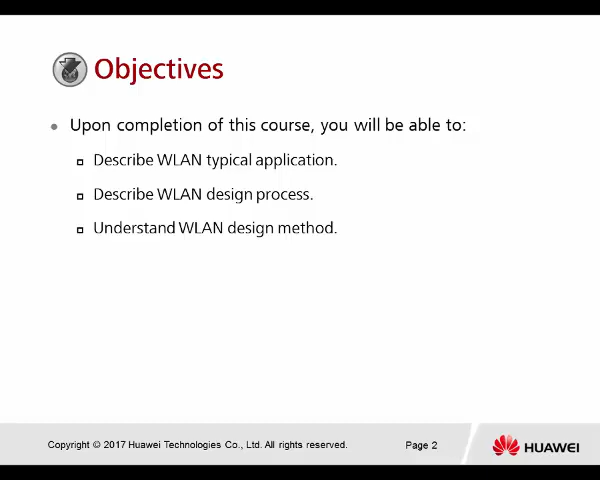 Objectives
Upon completion of this course, you will be able to:
Describe WLAN typical application.
Describe WLAN design process.
Understand WLAN design method.
Copyright © 2017 Huawei Technologies Co., Ltd. All rights reserved.
Page 2
HUAWEI